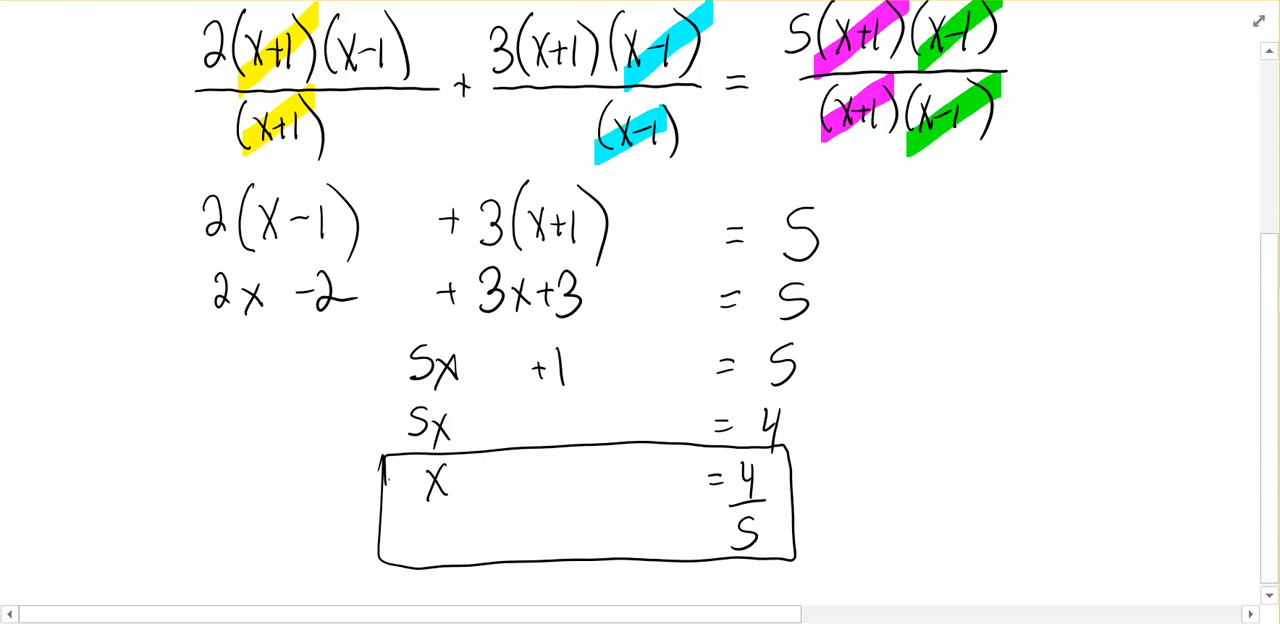 2(x+1)(x-1) + 3(x+1)(x-1) = 5(x+1)(x-1)
(x+1) (x-1) (x+1)(x-1)
2(x-1) + 3(x+1) = 5
2x -2 + 3x+3 = 5
5x +1 = 5
5x = 4
x = 4
5